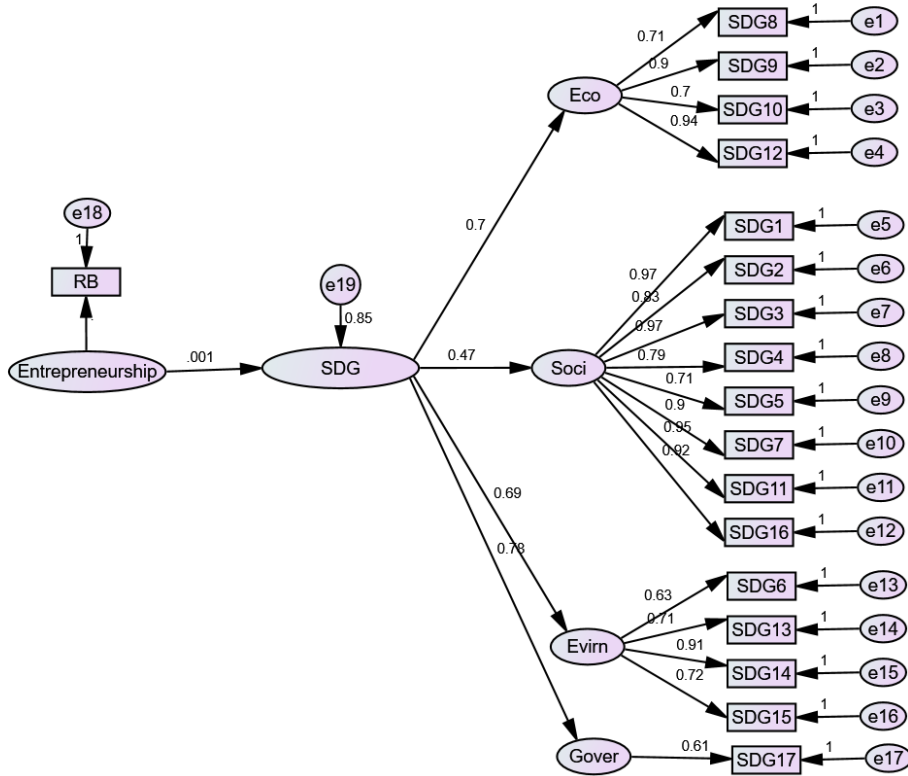 SDG8
1
e1
0.71
SDG9
1
e2
0.9
Eco
SDG10
1
e3
0.7
SDG12
1
e4
0.94
e18
1
RB
0.7
SDG1
1
e5
0.97
SDG2
1
e6
0.83
SDG3
1
e7
0.97
SDG4
1
e8
0.79
SDG5
1
e9
0.71
SDG7
1
e10
0.9
SDG11
1
e11
0.95
SDG16
1
e12
0.92
e19
0.85
Entrepreneurship
.001
SDG
0.47
Soci
0.69
0.78
Evirn
SDG6
1
e13
0.63
SDG13
1
e14
0.71
SDG14
1
e15
0.91
SDG15
1
e16
0.72
Gover
0.61
SDG17
1
e17